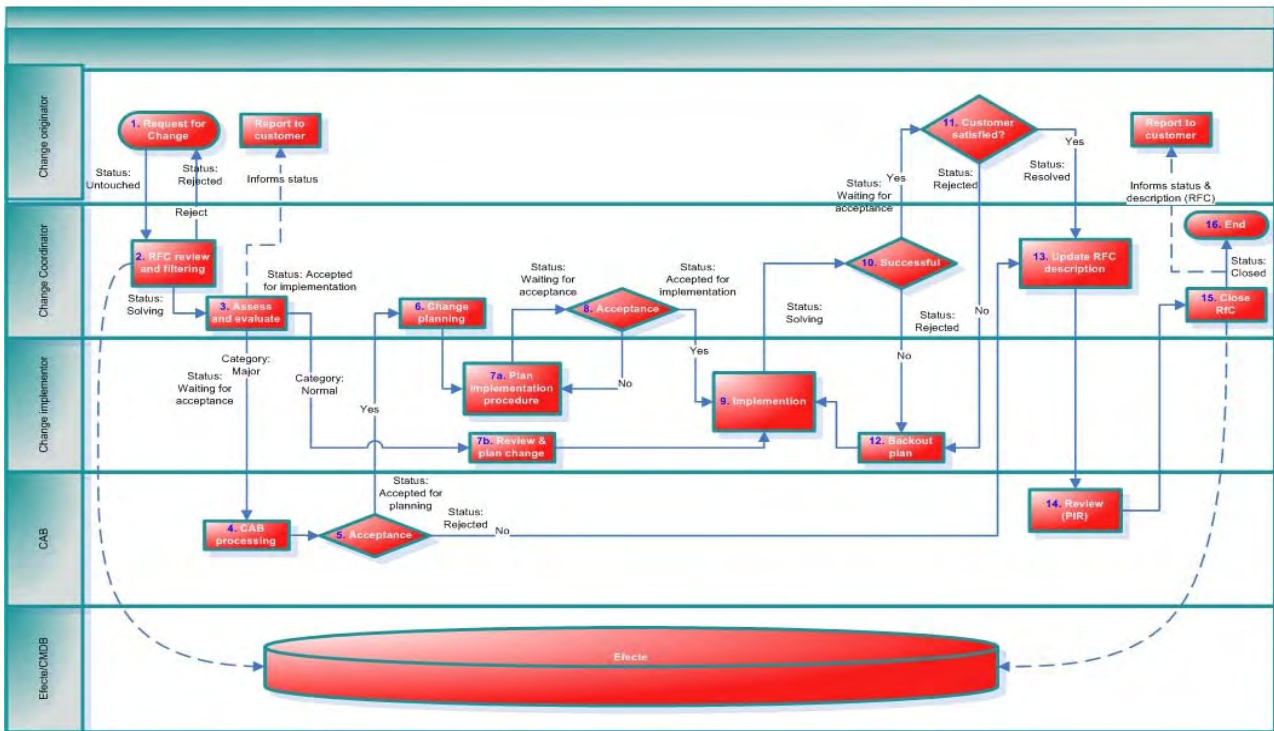 Change originator
1. Request for
Change
Report to
customer
Status:
Untouched
Status:
Rejected
Reject
Informs status
11. Customer
satisfied?
Yes
Status:
Waiting for
acceptance
Yes
Status:
Rejected
Status:
Resolved
Report to
customer
Informs status &
description (RFC)
Change Coordinator
2. RFC review
and filtering
Status:
Solving
3. Assess
and evaluate
Status: Accepted
for implementation
6. Change
planning
Status:
Waiting for
acceptance
8. Acceptance
Status:
Accepted for
implementation
10. Successful
Status:
Solving
Status:
Rejected
No
13. Update RFC
description
16. End
Status:
Closed
15. Close
RfC
Change implementor
Category:
Major
Status:
Waiting for
acceptance
Category:
Normal
Yes
7a. Plan
implementation
procedure
No
Yes
9. Implemention
No
7b. Review &
plan change
12. Backout
plan
CAB
4. CAB
processing
5. Acceptance
Status:
Accepted for
planning
Status:
Rejected
No
14. Review
(PIR)
Efecte/CMDB
Efecte